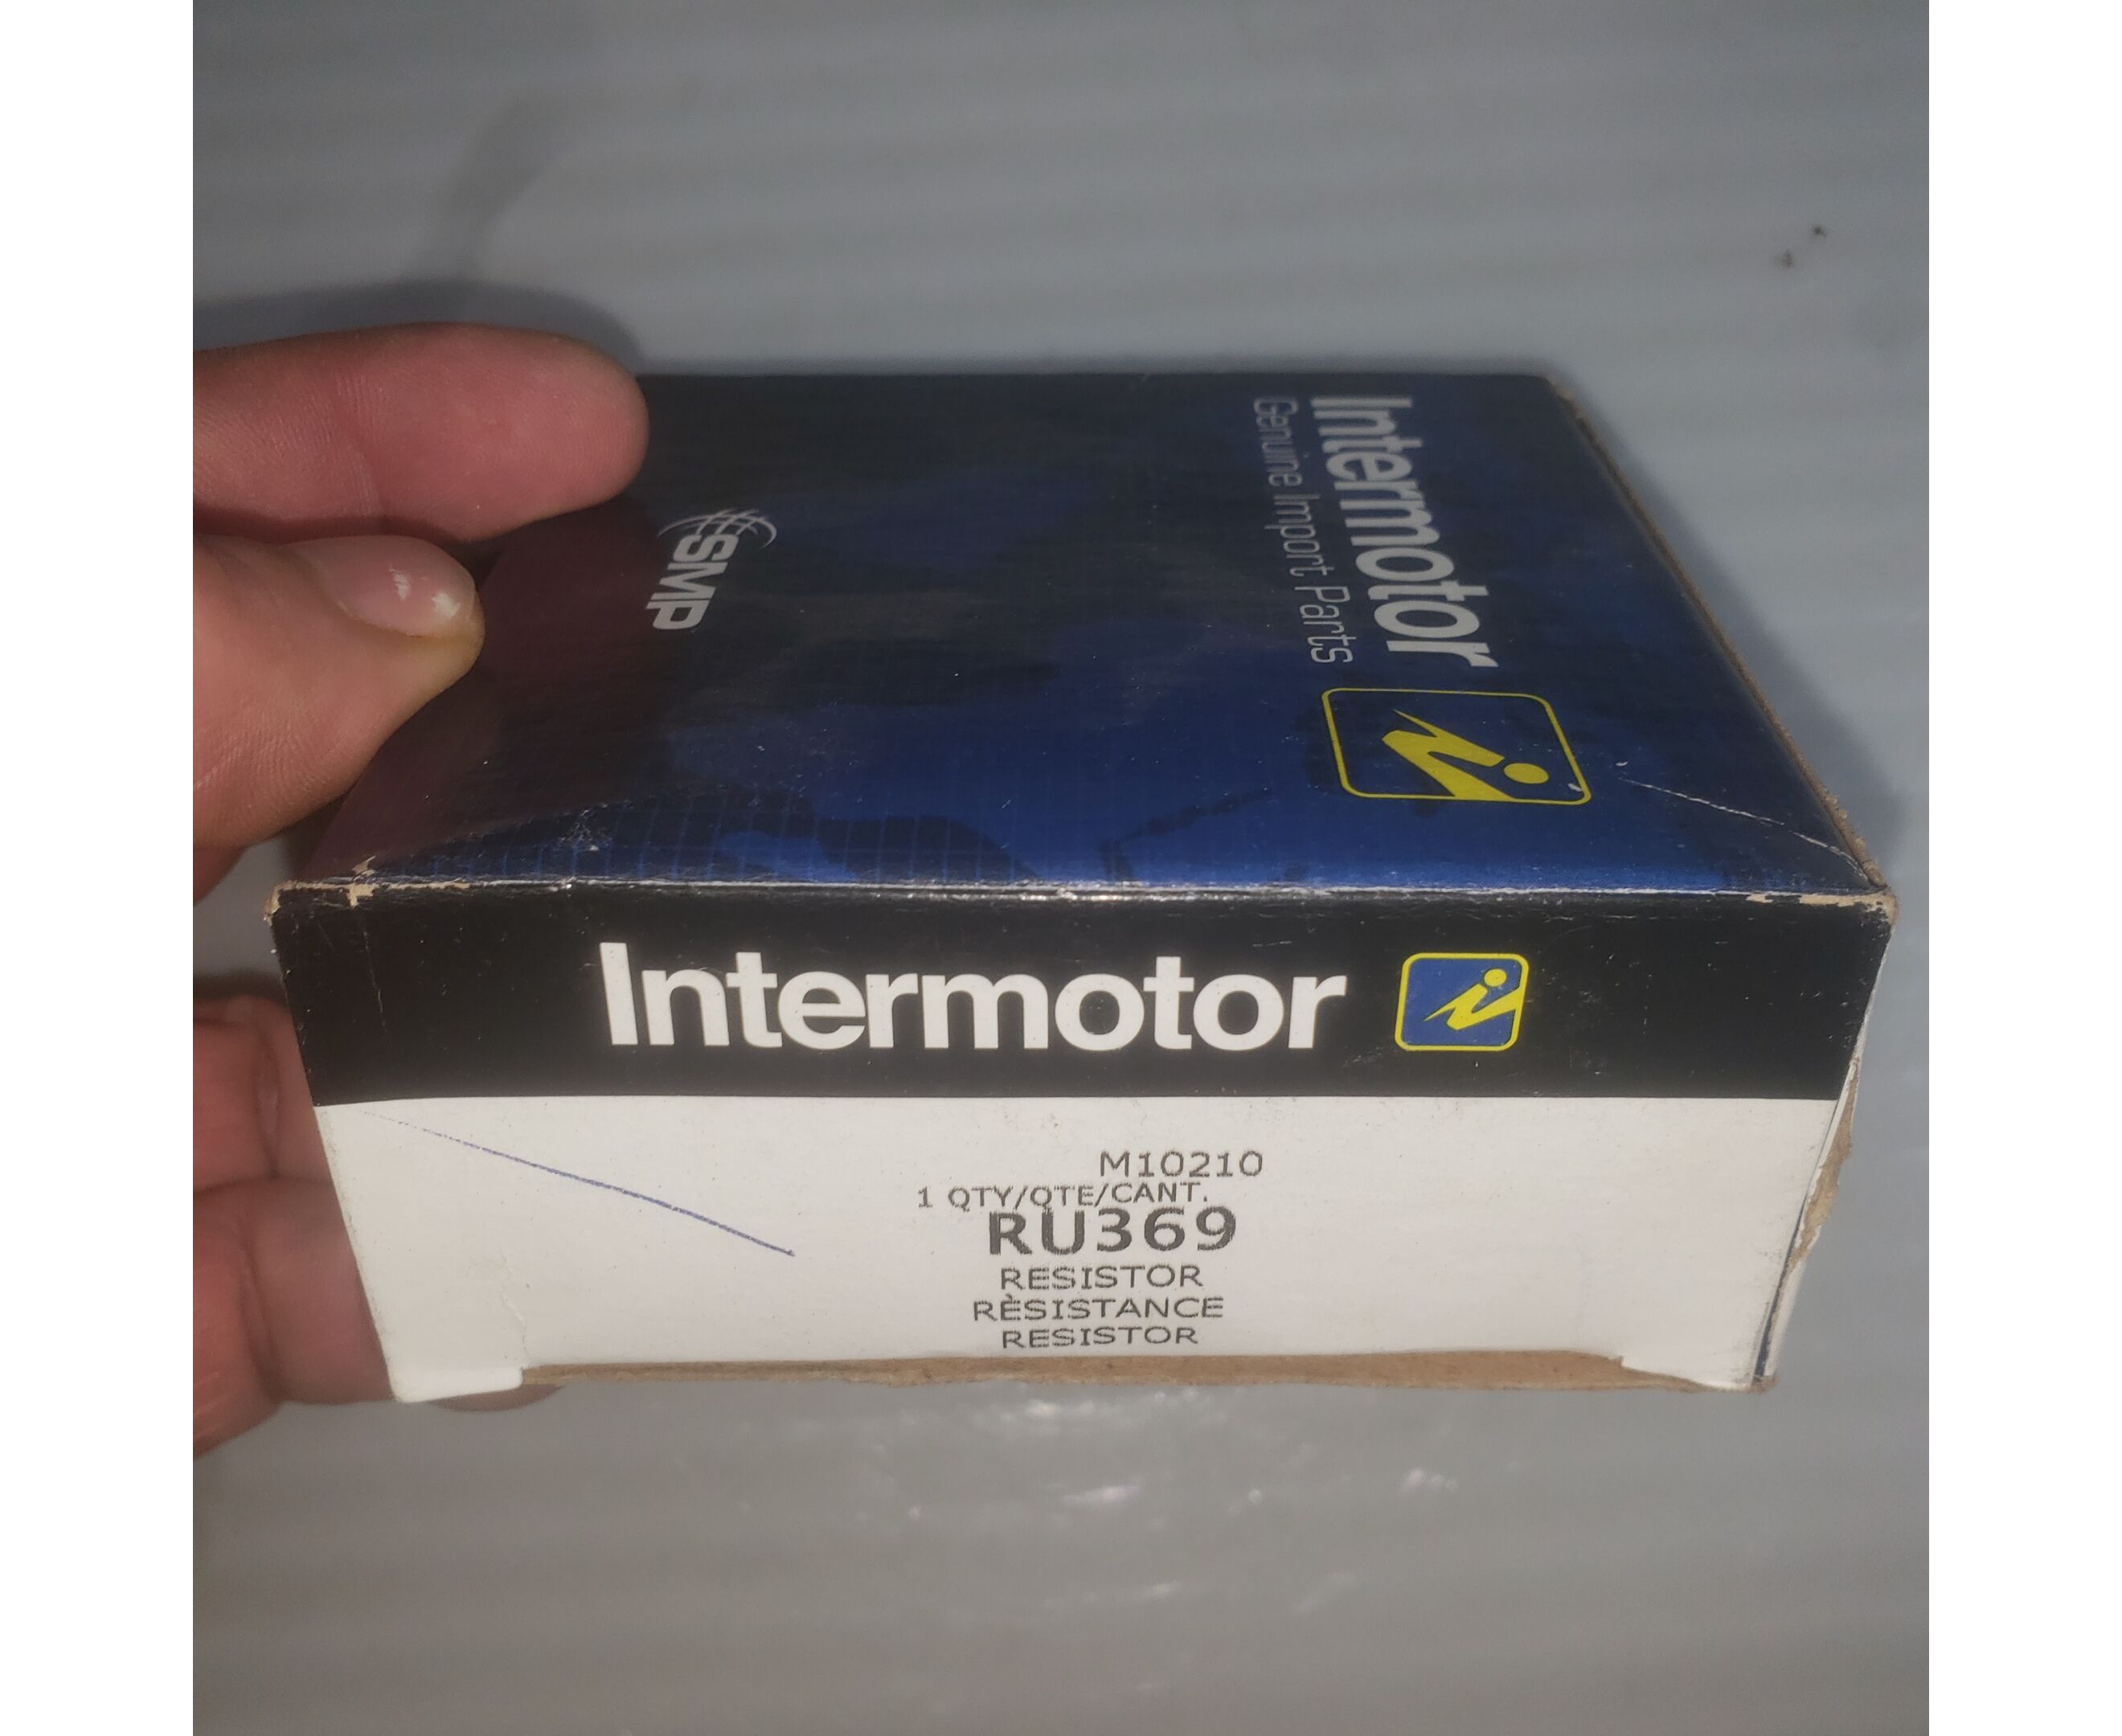 Intermotor
Genuine Import Parts
SMP
Intermotor
M10210
1 QTY/QTE/CANT.
RU369
RESISTOR
RÈSISTANCE
RESISTOR